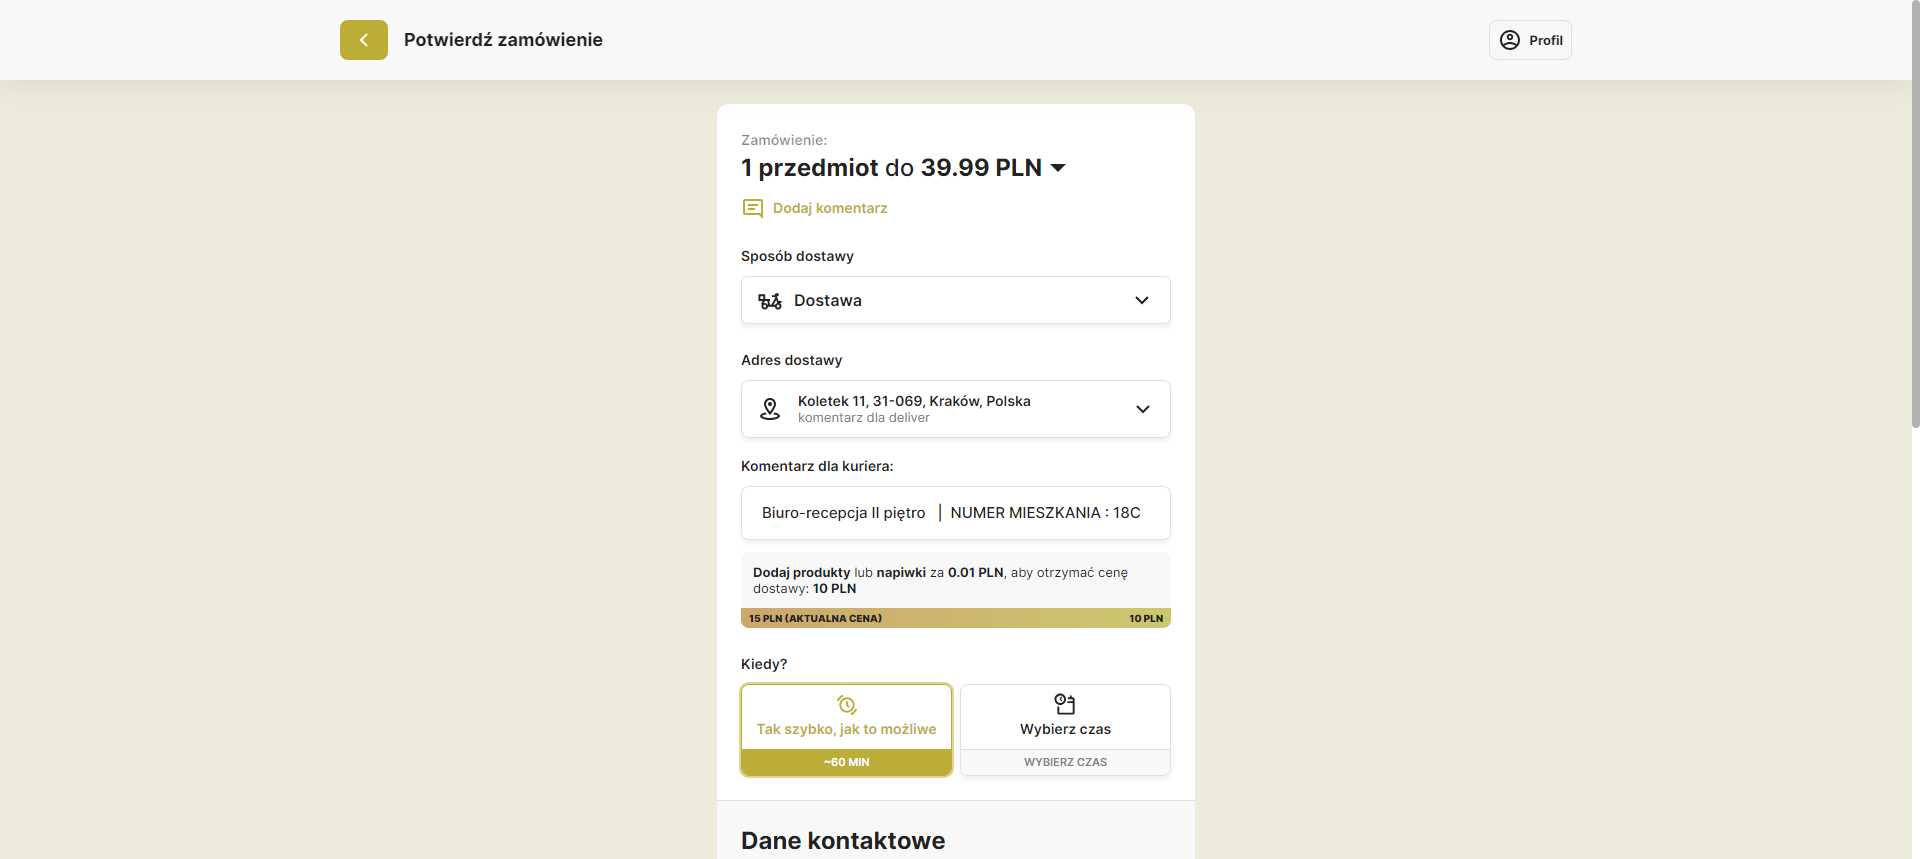 Potwierdź zamówienie
Profil
Zamówienie:
1 przedmiot do 39.99 PLN
Dodaj komentarz
Sposób dostawy
Dostawa
Adres dostawy
Koletek 11, 31-069, Kraków, Polska
komentarz dla deliver
Komentarz dla kuriera:
Biuro-recepcja II piętro | NUMER MIESZKANIA : 18C
Dodaj produkty lub napiwki za 0.01 PLN, aby otrzymać cenę
dostawy: 10 PLN
15 PLN (AKTUALNA CENA) 10 PLN
Kiedy?
Tak szybko, jak to możliwe
~60 MIN
Wybierz czas
WYBIERZ CZAS
Dane kontaktowe